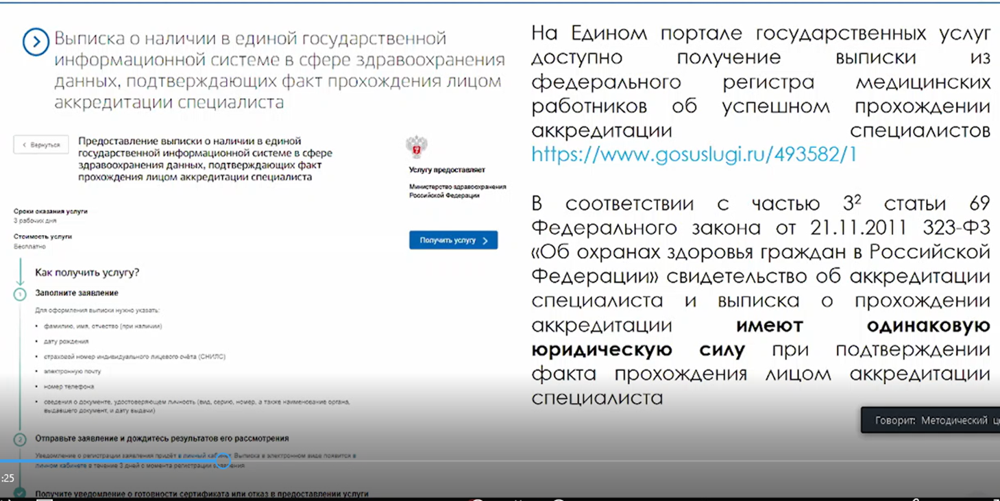 Выписка о наличии в единой государственной
информационной системе в сфере здравоохранения
данных, подтверждающих факт прохождения лицом
аккредитации специалиста
Вернуться
Предоставление выписки о наличии в единой
государственной информационной системе в сфере
здравоохранения данных, подтверждающих факт
прохождения лицом аккредитации специалиста
Услугу предоставляет
Министерство здравоохранения
Российской Федерации
Сроки оказания услуги
3 рабочих дня
Стоимость услуги
Бесплатно
Получить услугу
Как получить услугу?
1 Заполните заявление
Для оформления выписки нужно указать:
• фамилию, имя, отчество (при наличии)
• дату рождения
• страховой номер индивидуального лицевого счёта (СНИЛС)
• электронную почту
• номер телефона
• сведения о документе, удостоверяющем личность (вид, серию, номер, а также наименование органа,
выдавшего документ, и дату выдачи)
2 Отправьте заявление и дождитесь результатов его рассмотрения
Уведомление о регистрации заявления придёт в личный Выписка в электронном виде появится в
личном кабинете в течение 3 дней с момента регистрации
:25
Получите уведомление о готовности сертификата или отказ в предоставлении услуги
На Едином портале государственных услуг
доступно получение выписки из
федерального регистра медицинских
работников об успешном прохождении
аккредитации специалистов
https://www.gosuslugi.ru/493582/1
В соответствии с частью 3² статьи 69
Федерального закона от 21.11.2011 323-ФЗ
«Об охранах здоровья граждан в Российской
Федерации» свидетельство об аккредитации
специалиста и выписка о прохождении
аккредитации имеют одинаковую
юридическую силу при подтверждении
факта прохождения лицом аккредитации
специалиста
Говорит: Методический